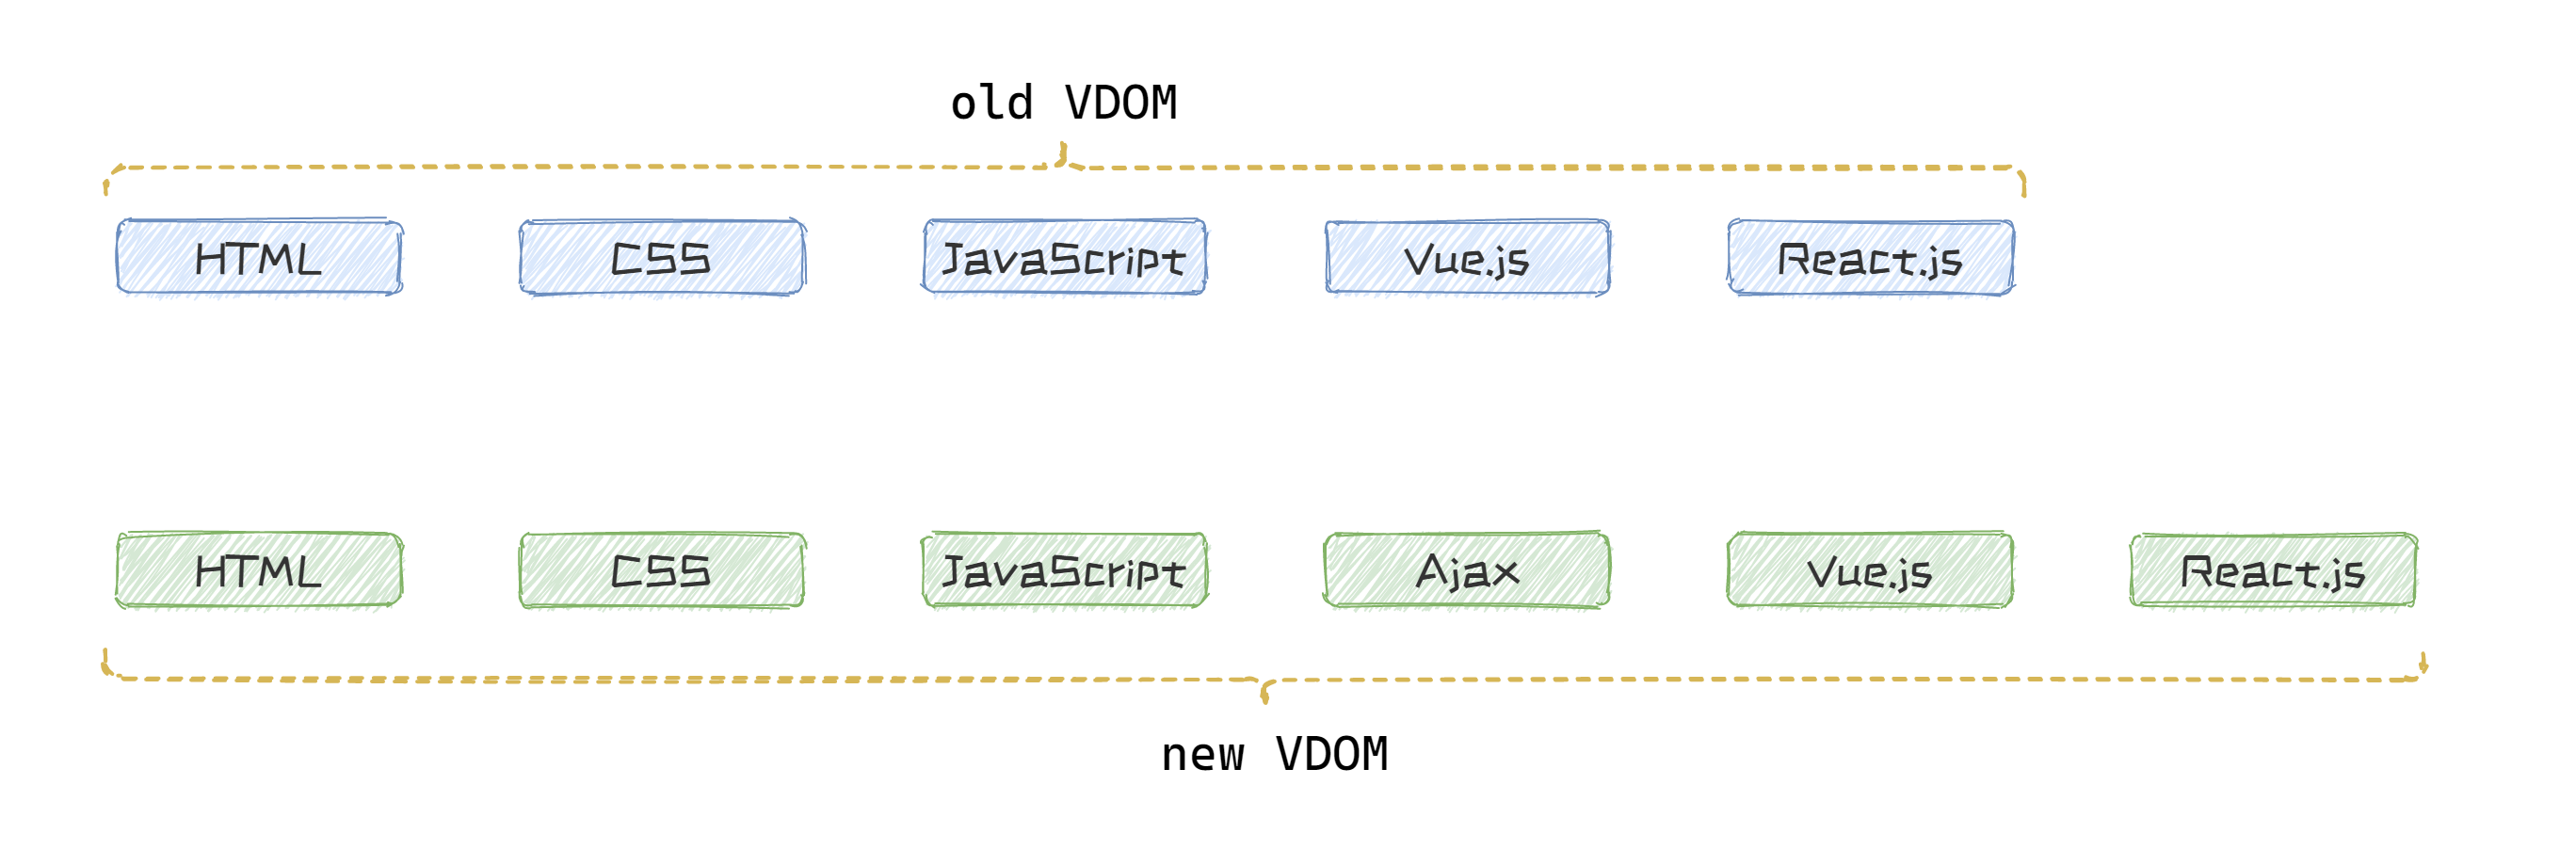 old VDOM
HTML CSS JavaScript Vue.js React.js
HTML CSS JavaScript Ajax Vue.js React.js
new VDOM